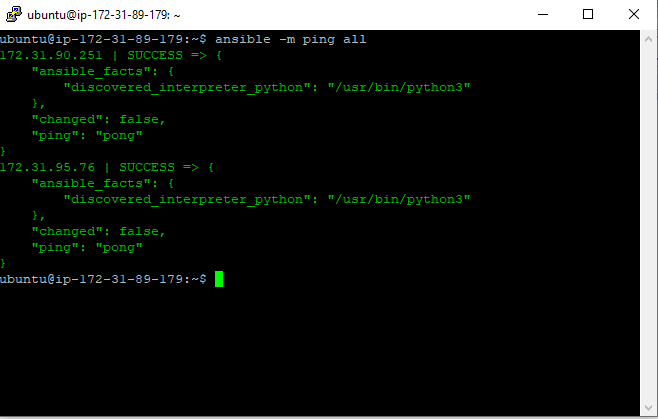 ubuntu@ip-172-31-89-179: ~
ubuntu@ip-172-31-89-179:~$ ansible -m ping all
172.31.90.251 | SUCCESS => {
    "ansible_facts": {
        "discovered_interpreter_python": "/usr/bin/python3"
    },
    "changed": false,
    "ping": "pong"
}
172.31.95.76 | SUCCESS => {
    "ansible_facts": {
        "discovered_interpreter_python": "/usr/bin/python3"
    },
    "changed": false,
    "ping": "pong"
}
ubuntu@ip-172-31-89-179:~$